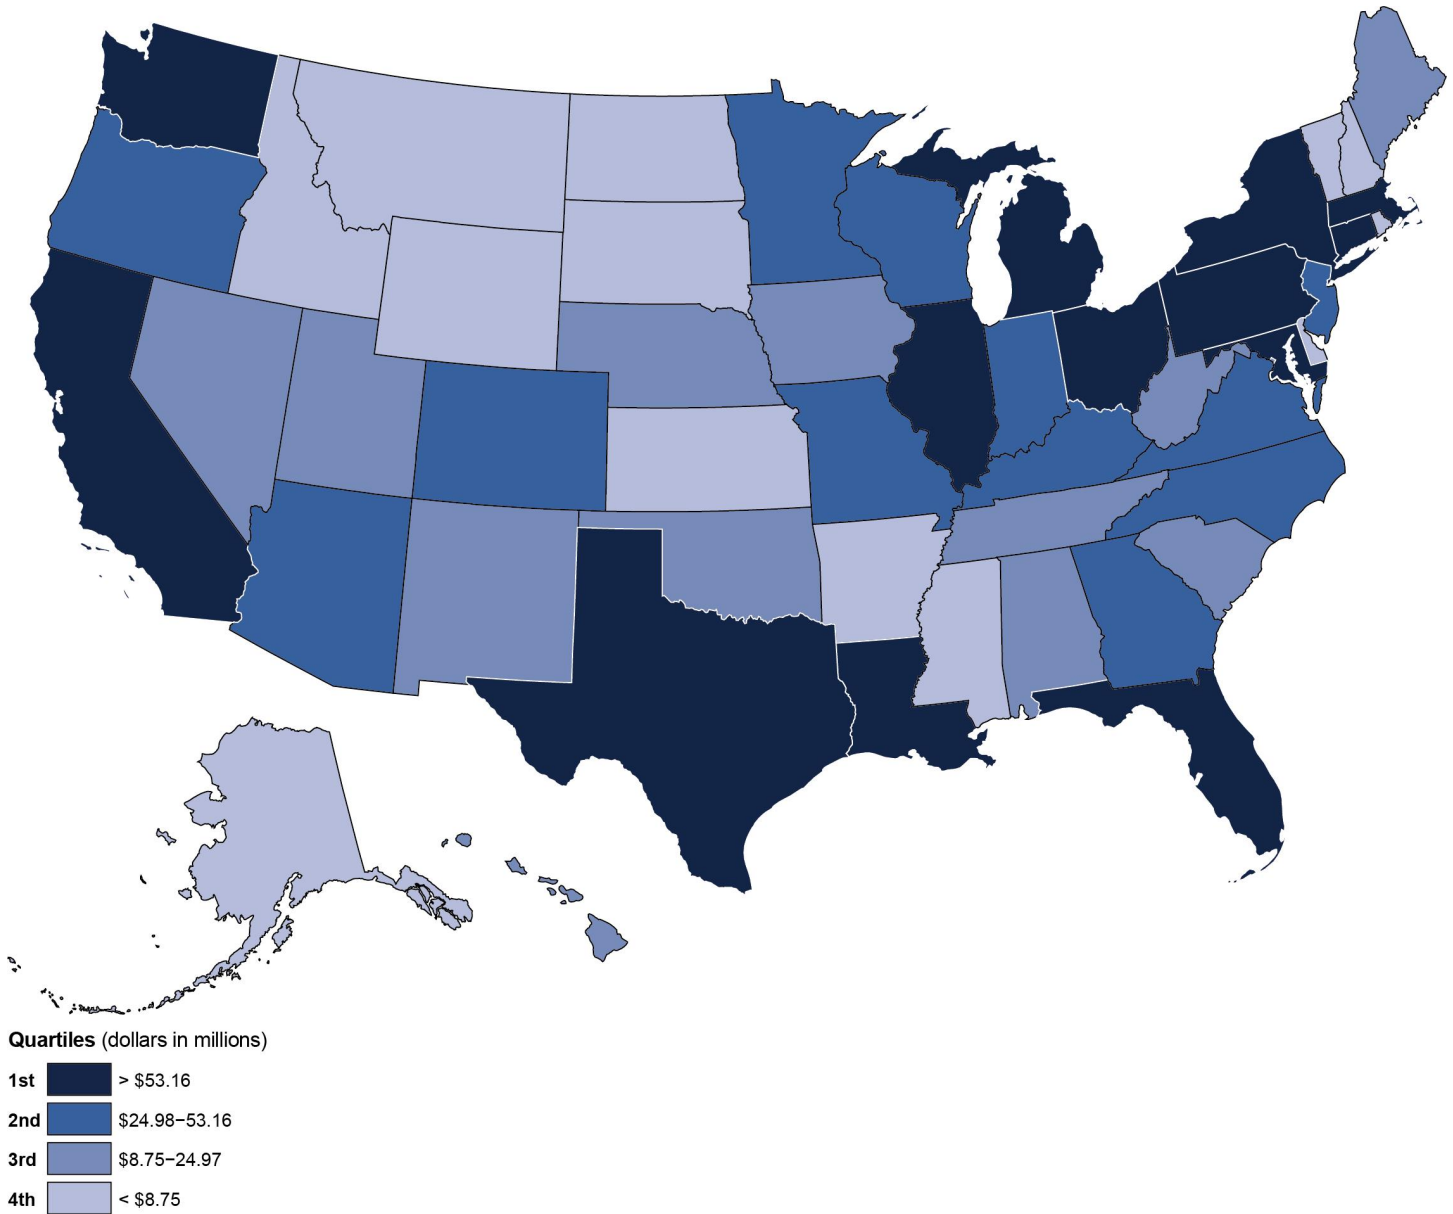 Quartiles (dollars in millions)
1st > $53.16
2nd $24.98–53.16
3rd $8.75–24.97
4th < $8.75